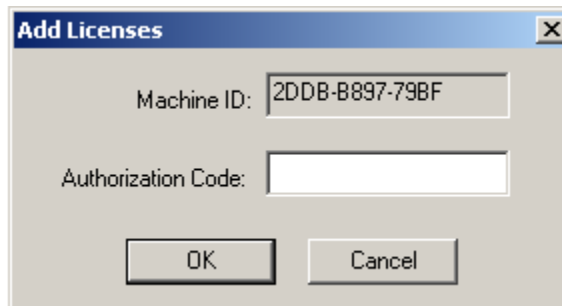 Add Licenses
Machine ID: 2DDB-B897-79BF
Authorization Code:
OK Cancel